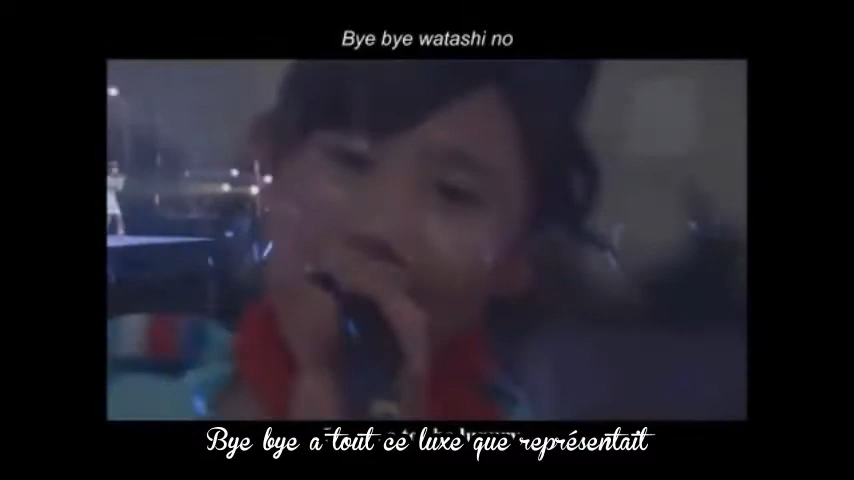 Bye bye watashi no
Bye bye a tout ce luxe que représentait